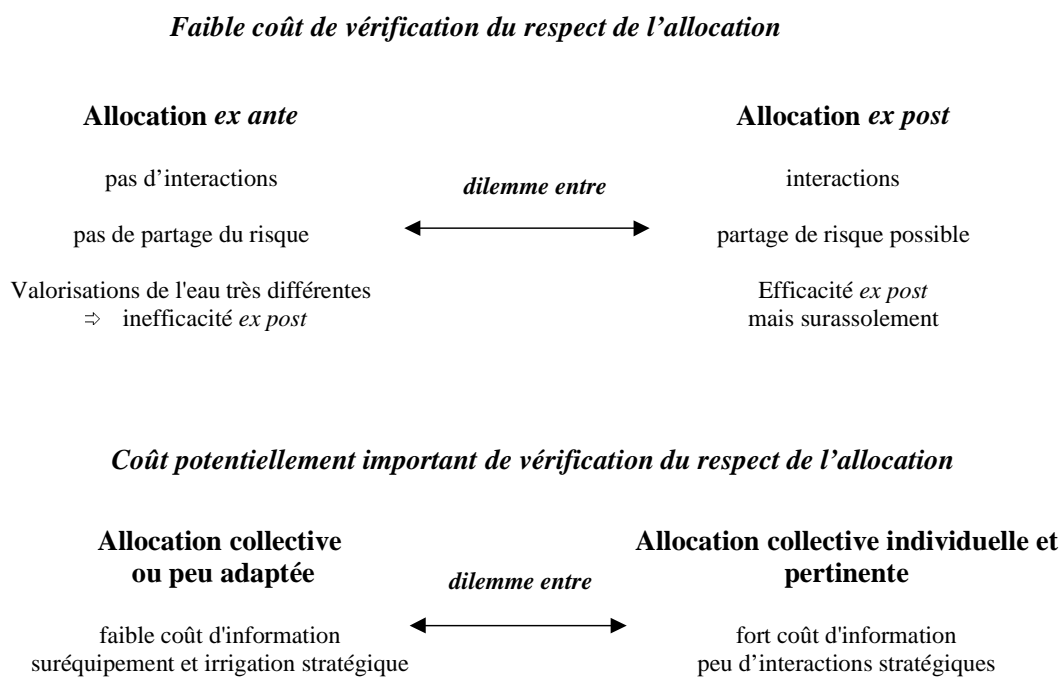 Faible coût de vérification du respect de l’allocation
Allocation ex ante
pas d’interactions
pas de partage du risque
Valorisations de l'eau très différentes
⇨ inefficacité ex post
dilemme entre
Allocation ex post
interactions
partage de risque possible
Efficacité ex post
mais surassolement
Coût potentiellement important de vérification du respect de l’allocation
Allocation collective
ou peu adaptée
faible coût d'information
suréquipement et irrigation stratégique
dilemme entre
Allocation collective individuelle et
pertinente
fort coût d'information
peu d’interactions stratégiques